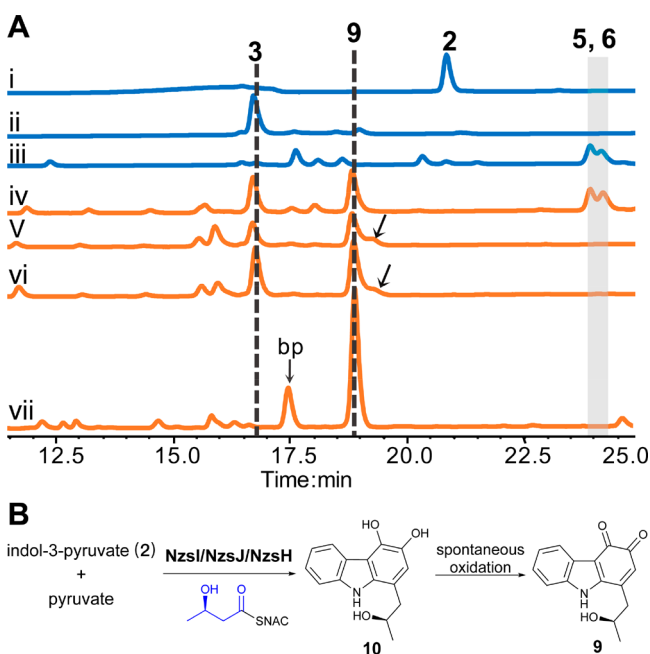 A
3 9 2 5, 6
i
ii
iii
iv
V
vi
bp
vii
12.5 15.0 17.5 20.0 22.5 25.0
Time:min
B
indol-3-pyruvate (2)
+
pyruvate
NzsI/NzsJ/NzsH
OH O
SNAC
HO OH
N
H
HO
10
spontaneous
oxidation
O O
N
H
HO
9